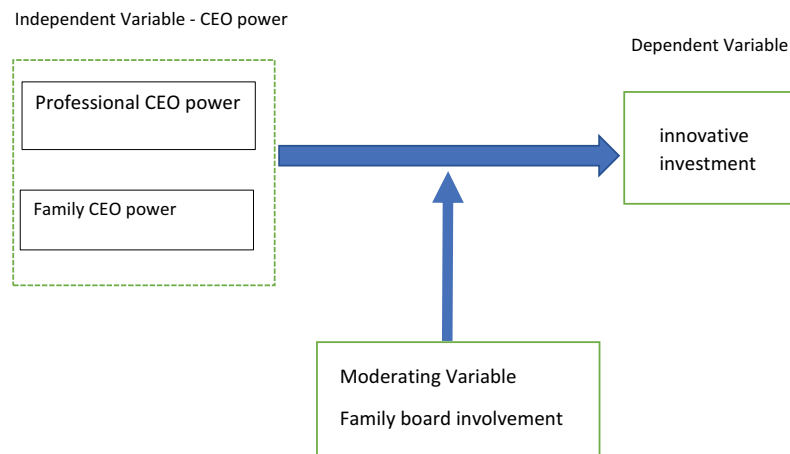 Independent Variable - CEO power
Dependent Variable
Professional CEO power
Family CEO power
innovative
investment
Moderating Variable
Family board involvement